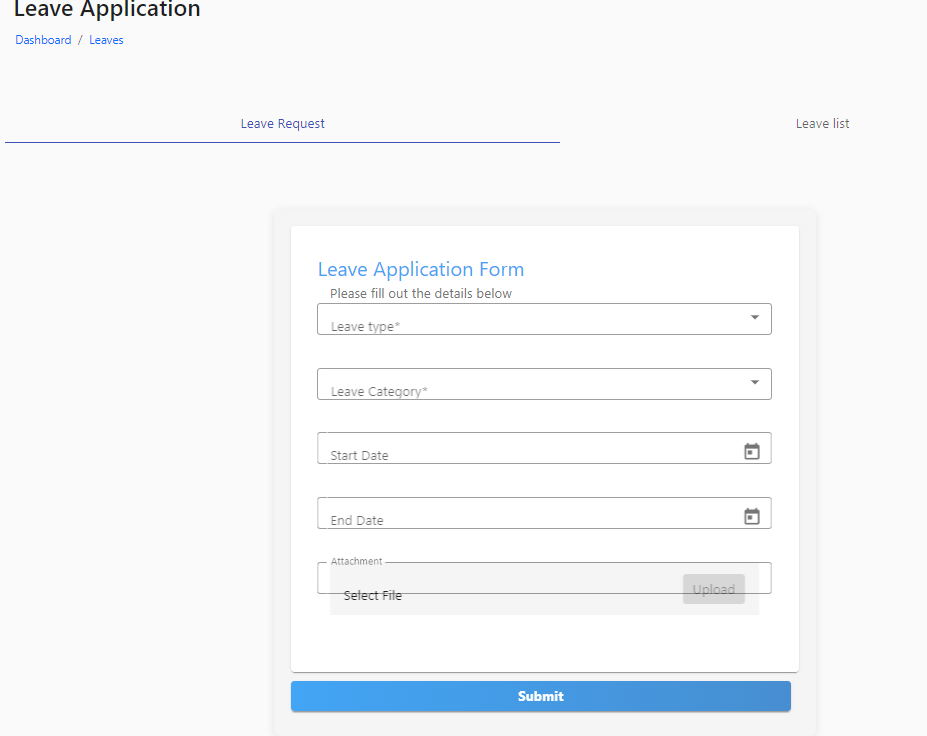 Leave Application
Dashboard / Leaves
Leave Request
Leave list
Leave Application Form
Please fill out the details below
Leave type*
Leave Category*
Start Date
End Date
Attachment
Select File
Upload
Submit